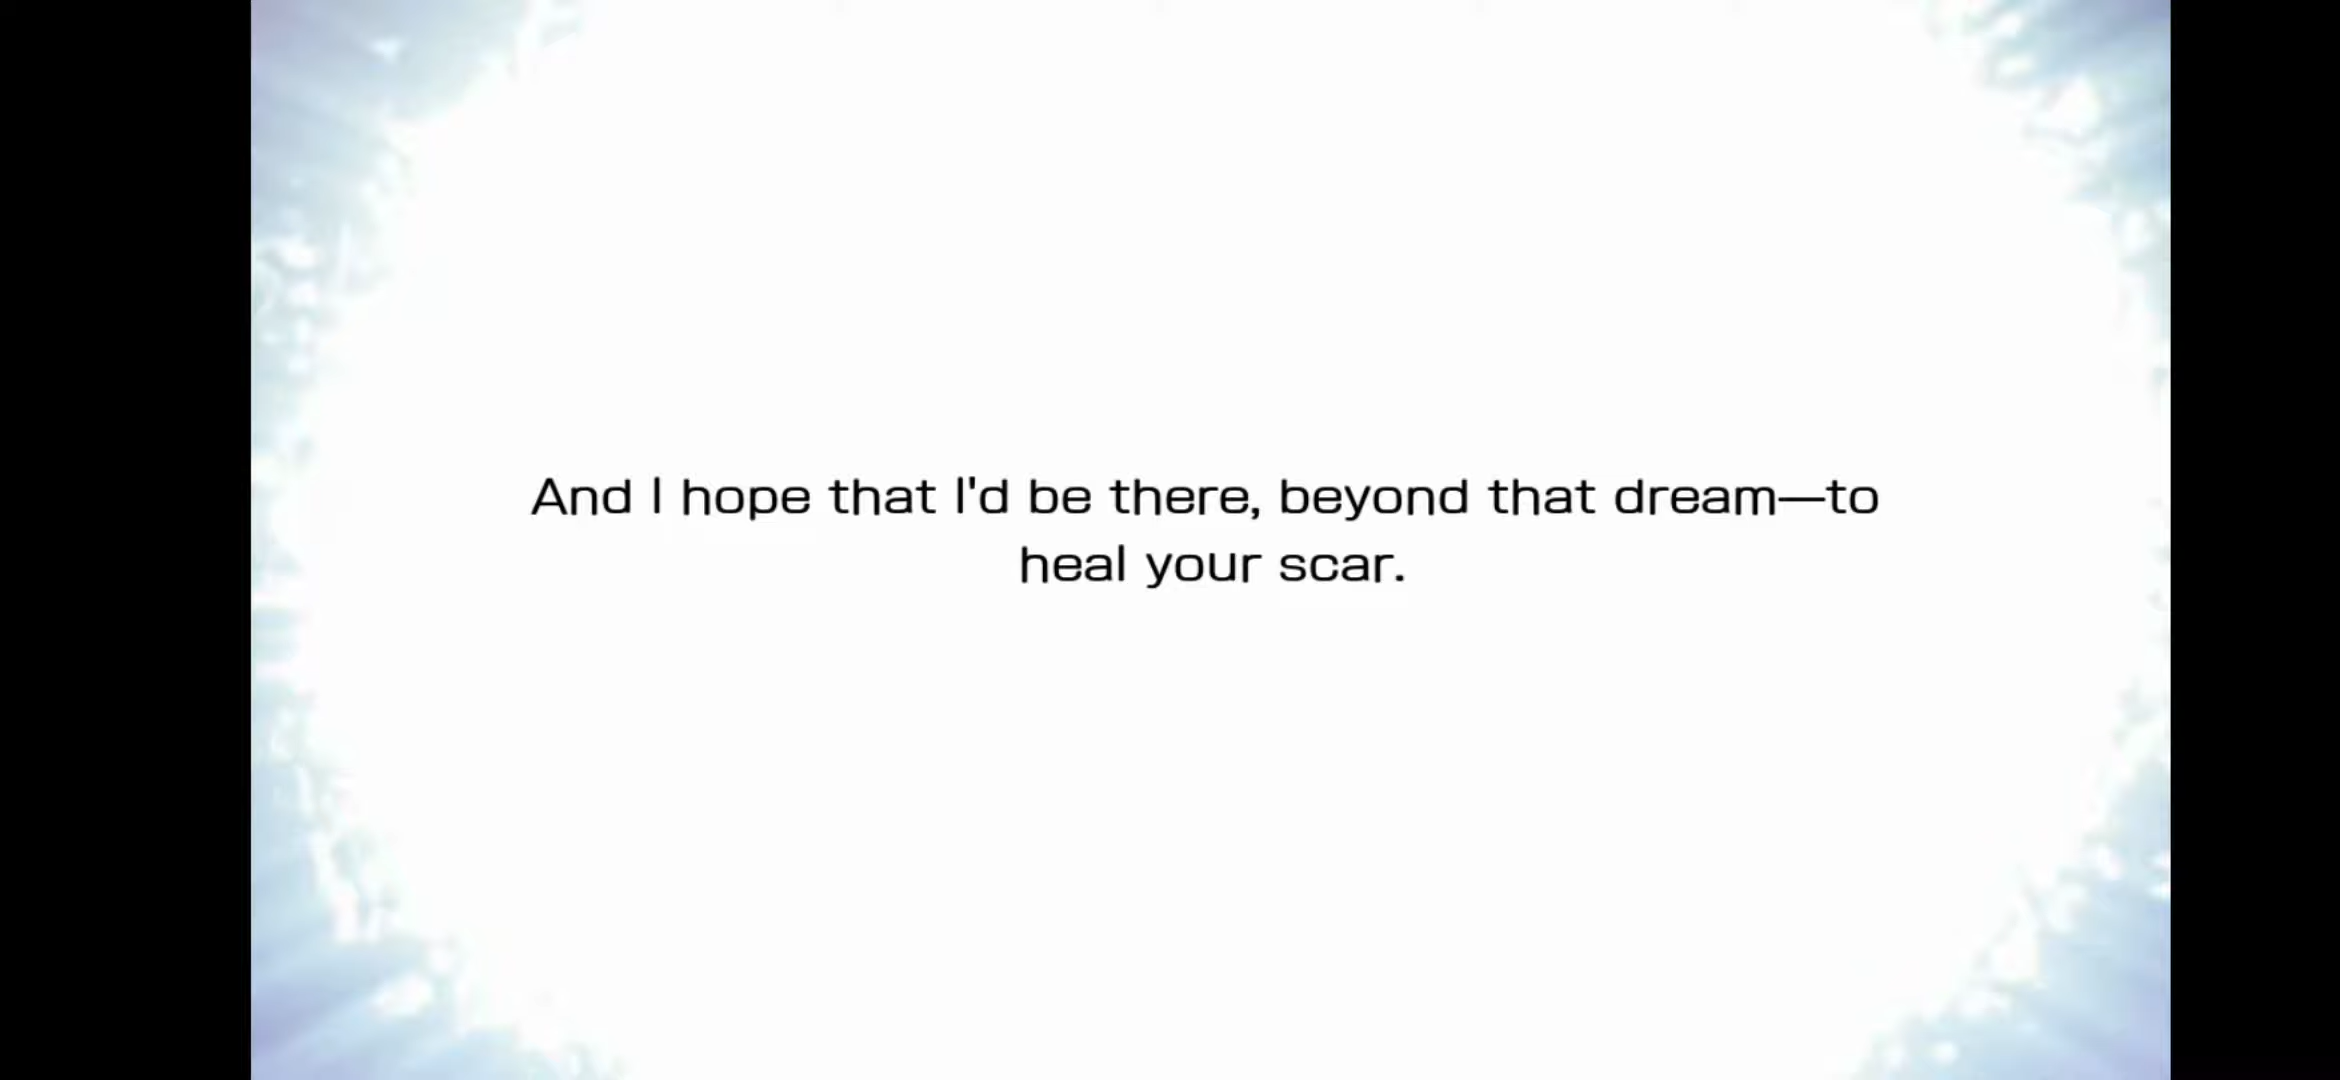 And I hope that I'd be there, beyond that dream—to
heal your scar.